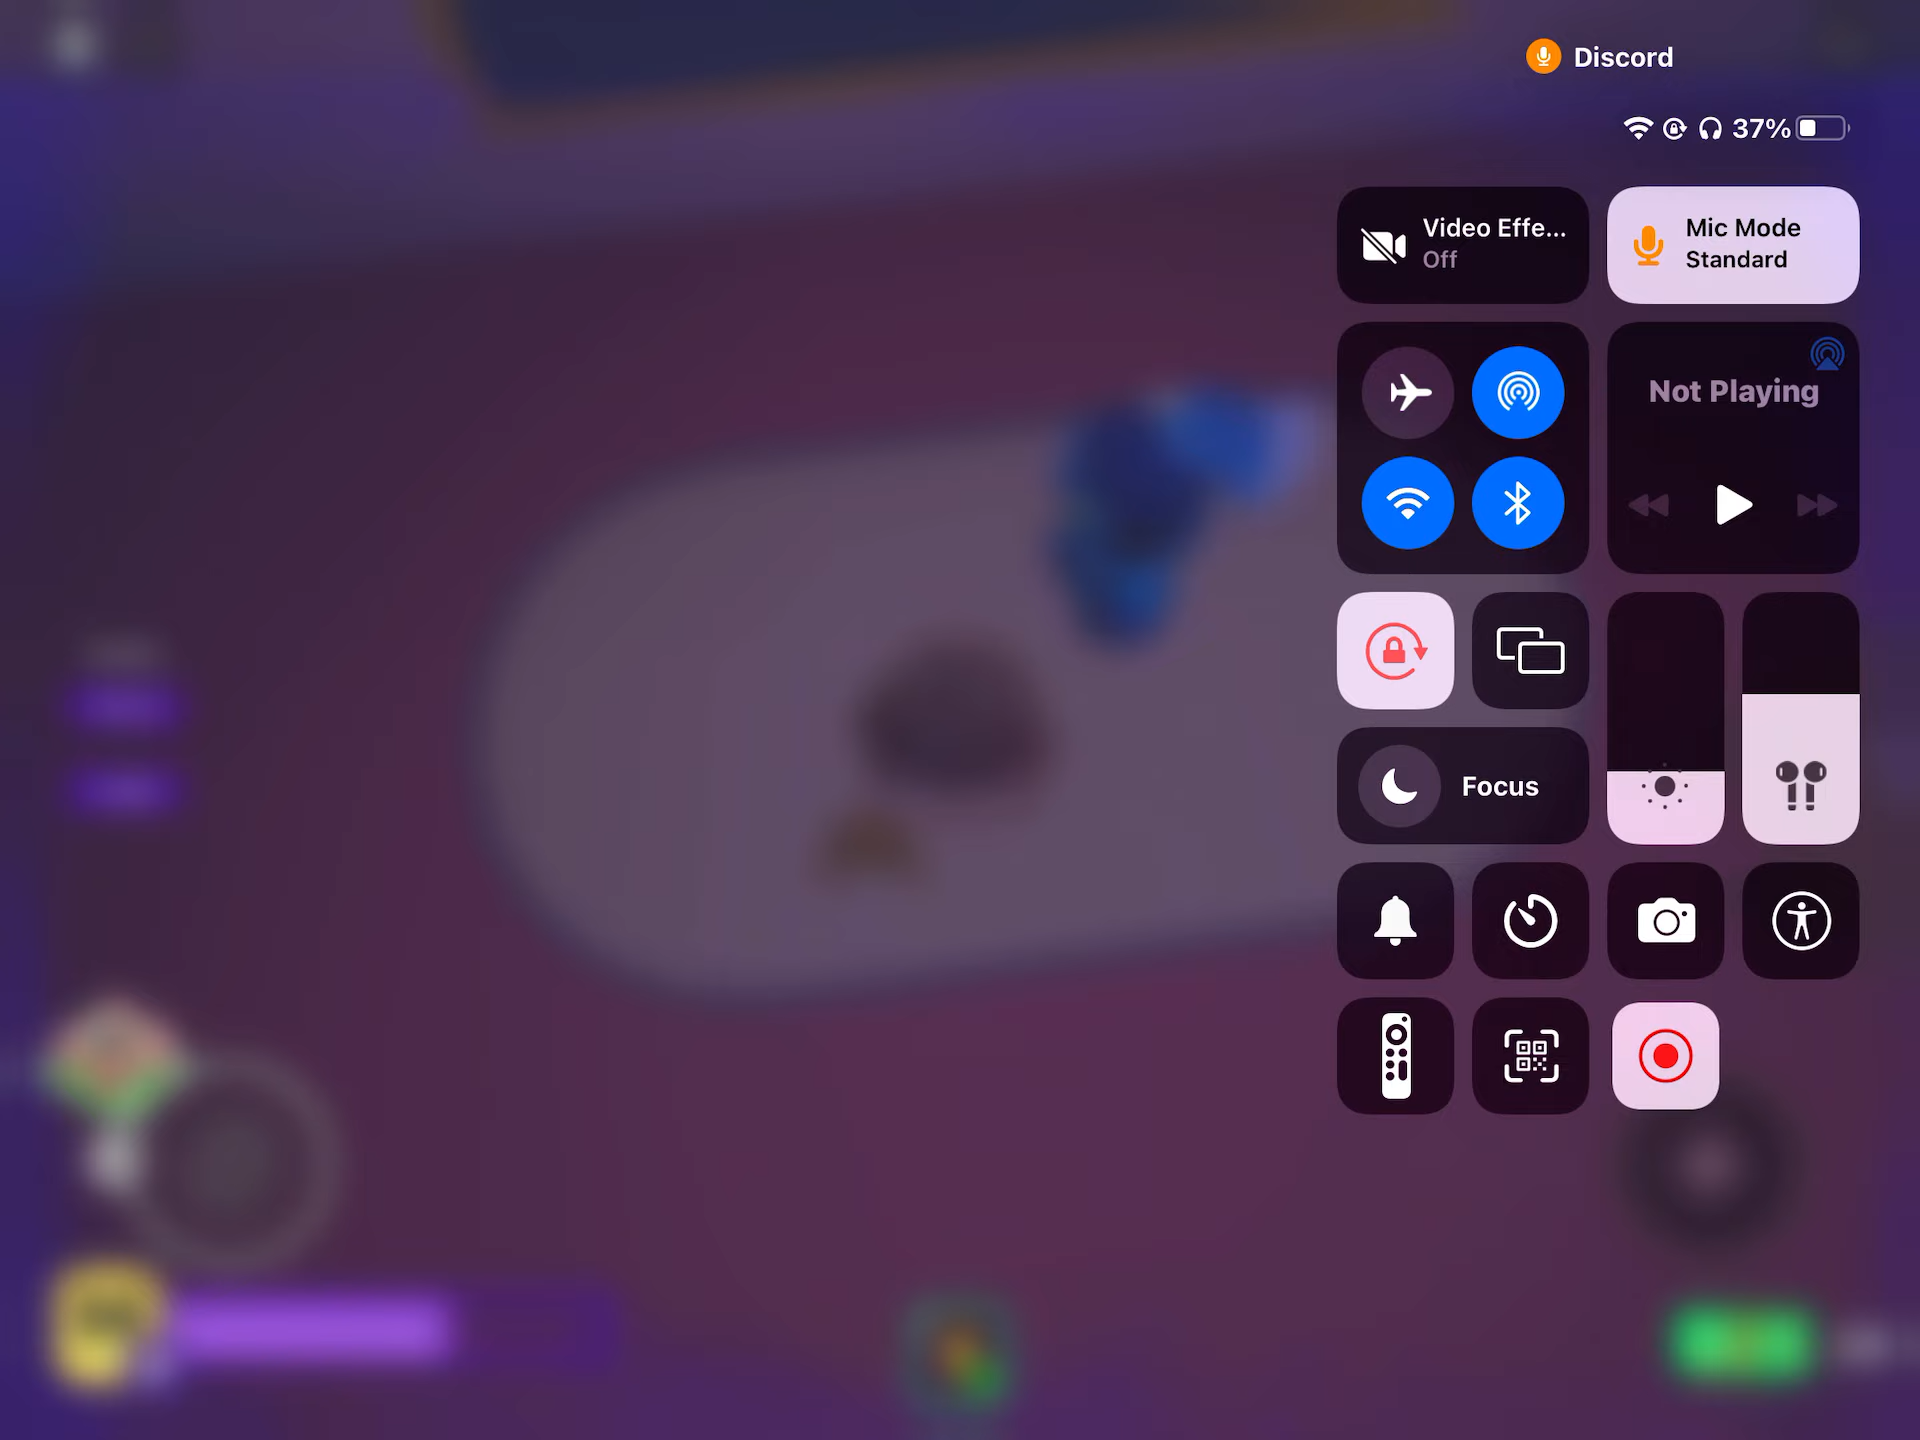 Discord
37%
Video Effe...
Off
Mic Mode
Standard
Not Playing
Focus